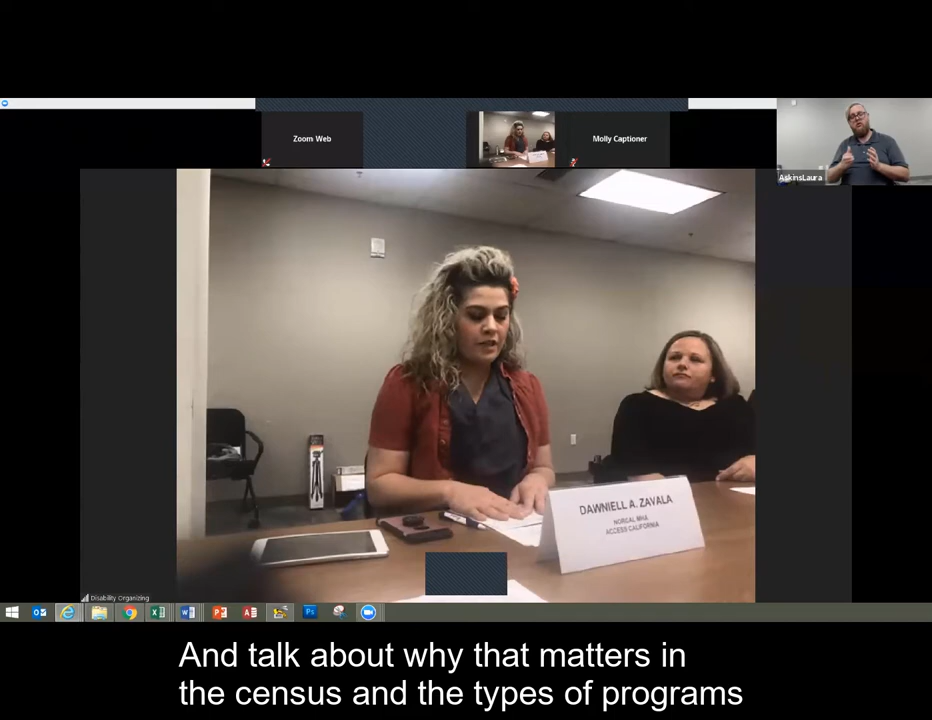 Zoom Web
Molly Captioner
AskinsLaura
DAWNIELL A. ZAVALA
NORCAL MHA
ACCESS CALIFORNIA
Disability Organizing
And talk about why that matters in
the census and the types of programs